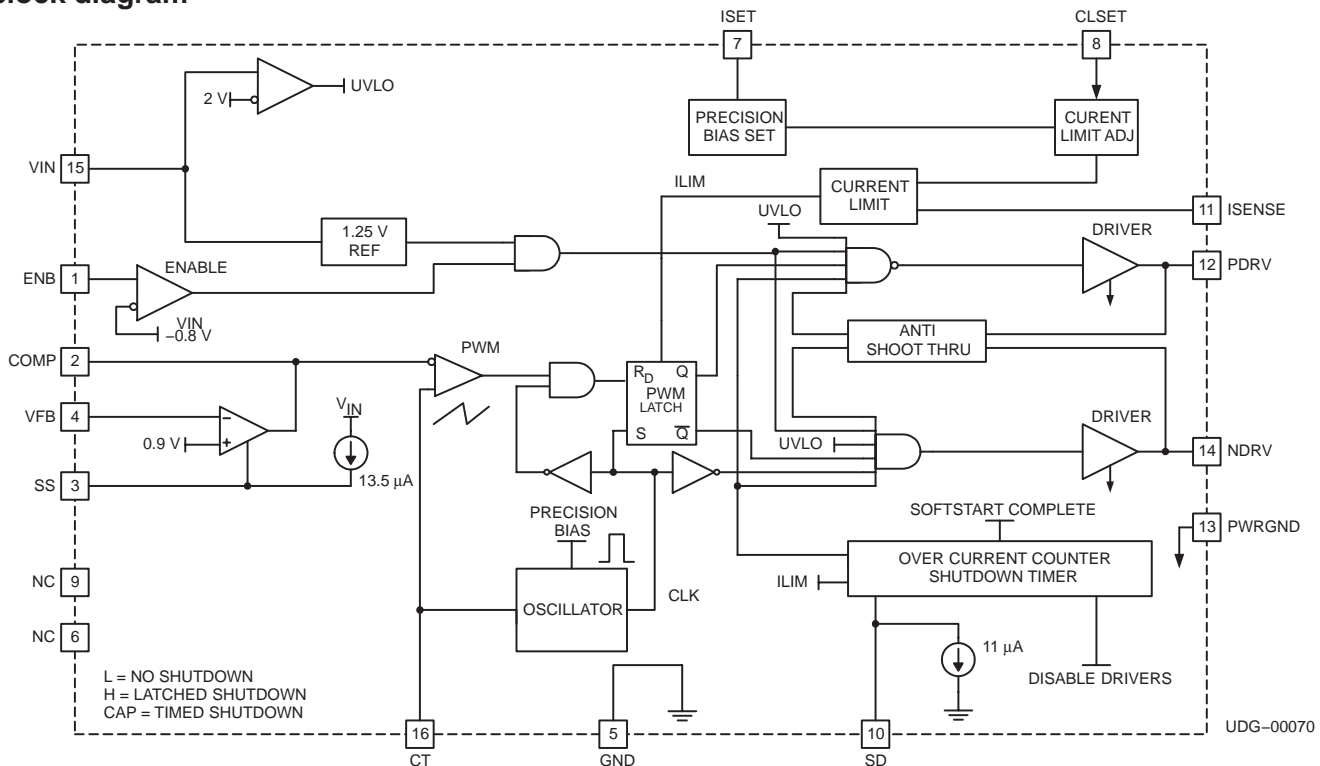 block diagram
ISET
7
CLSET
8
UVLO
2 V
PRECISION
BIAS SET
CURENT
LIMIT ADJ
VIN
15
ILIM
CURRENT
LIMIT
11
ISENSE
UVLO
1.25 V
REF
DRIVER
ENB
1
ENABLE
12
PDRV
VIN
–0.8 V
ANTI
SHOOT THRU
COMP
2
PWM
RD
Q
PWM
LATCH
S
Q
VFB
4
VIN
0.9 V
–
+
DRIVER
UVLO
14
NDRV
SS
3
13.5 μA
PRECISION
BIAS
SOFTSTART COMPLETE
13
PWRGND
OVER CURRENT COUNTER
SHUTDOWN TIMER
ILIM
NC
9
OSCILLATOR
CLK
NC
6
11 μA
L = NO SHUTDOWN
H = LATCHED SHUTDOWN
CAP = TIMED SHUTDOWN
DISABLE DRIVERS
16
CT
5
GND
10
SD
UDG–00070